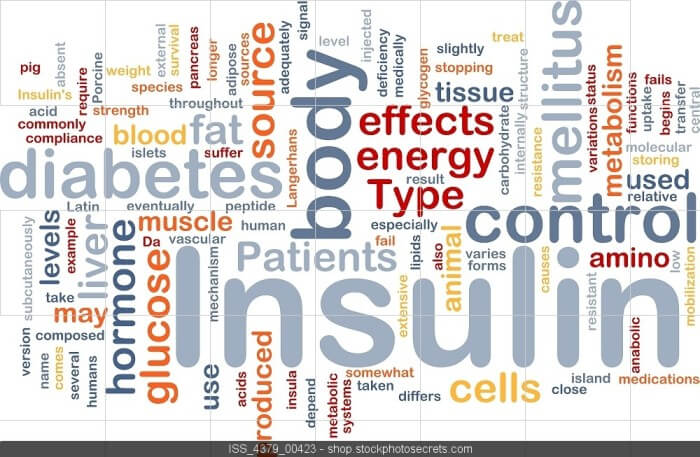 pig
absent
Insulin's
require
Porcine
acid
commonly
compliance
weight
strength
external
survival
species
pancreas
longer
adipose
sources
source
adequately
signal
throughout
blood
fat
islets
suffer
Langerhans
body
level
injected
deficiency
medically
slightly
stopping
glycogen
tissue
treat
internally
structure
mellitus
status
variations
metabolism
functions
uptake
fails
begins
transfer
central
effects
energy
Type
result
carbohydrate
resistance
molecular
storing
used
relative
diabetes
Latin
eventually
peptide
human
muscle
Da
vascular
especially
control
subcutaneously
levels
example
liver
hormone
glucose
mechanism
Patients
fail
lipids
also
animal
varies
forms
causes
amino
low
mobilization
take
may
Insulin
extensive
resistant
anabolic
version
composed
name
comes
several
humans
use
acids
produced
insula
depend
metabolic
systems
somewhat
taken
differs
cells
close
island
medications
ISS_4379_00423 - shop.stockphotosecrets.com